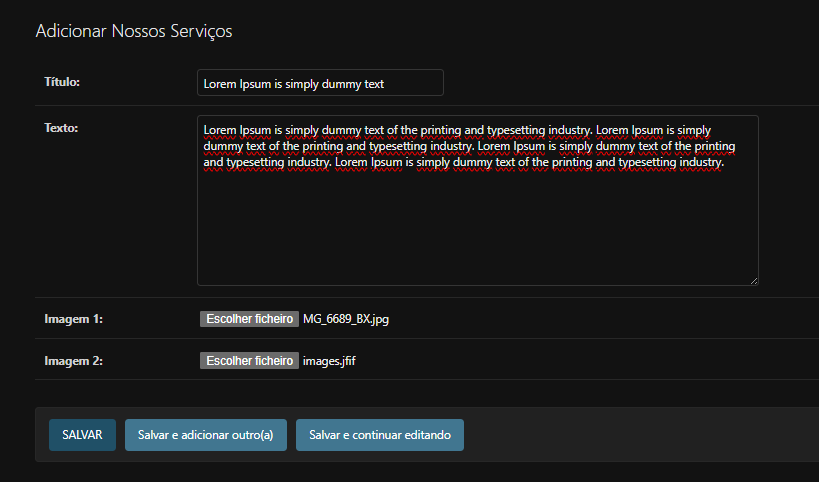 Adicionar Nossos Serviços
Título:
Lorem Ipsum is simply dummy text
Texto:
Lorem Ipsum is simply dummy text of the printing and typesetting industry. Lorem Ipsum is simply
dummy text of the printing and typesetting industry. Lorem Ipsum is simply dummy text of the printing
and typesetting industry. Lorem Ipsum is simply dummy text of the printing and typesetting industry.
Imagem 1:
Escolher ficheiro MG_6689_BX.jpg
Imagem 2:
Escolher ficheiro images.jfif
SALVAR Salvar e adicionar outro(a) Salvar e continuar editando